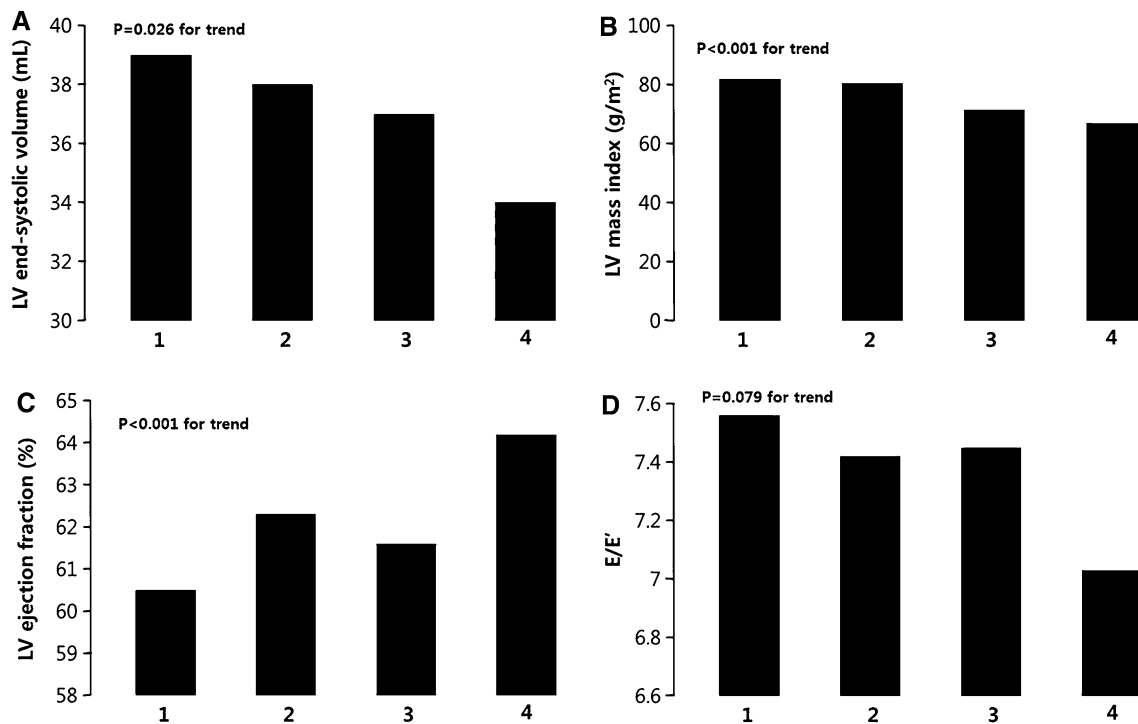 A
P=0.026 for trend
LV end-systolic volume (mL)
40
38
36
34
32
30
1 2 3 4
B
P<0.001 for trend
LV mass index (g/m²)
100
80
60
40
20
0
1 2 3 4
C
P<0.001 for trend
LV ejection fraction (%)
65
64
63
62
61
60
59
58
1 2 3 4
D
P=0.079 for trend
E/E'
7.6
7.4
7.2
7
6.8
6.6
1 2 3 4